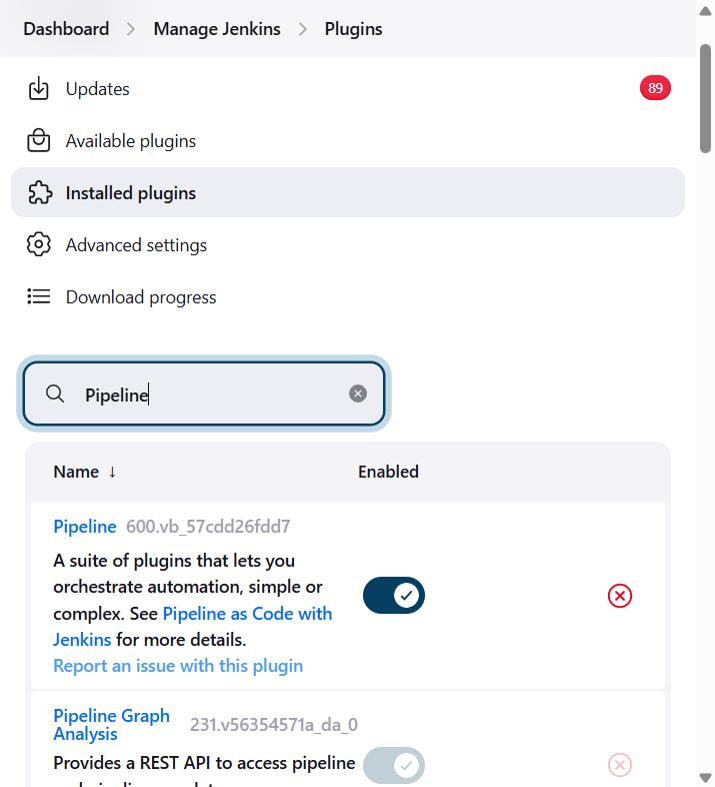 Dashboard > Manage Jenkins > Plugins
Updates 89
Available plugins
Installed plugins
Advanced settings
Download progress
Pipeline
Name ↓ Enabled
Pipeline 600.vb_57cdd26fdd7
A suite of plugins that lets you
orchestrate automation, simple or
complex. See Pipeline as Code with
Jenkins for more details.
Report an issue with this plugin
Pipeline Graph
Analysis 231.v56354571a_da_0
Provides a REST API to access pipeline